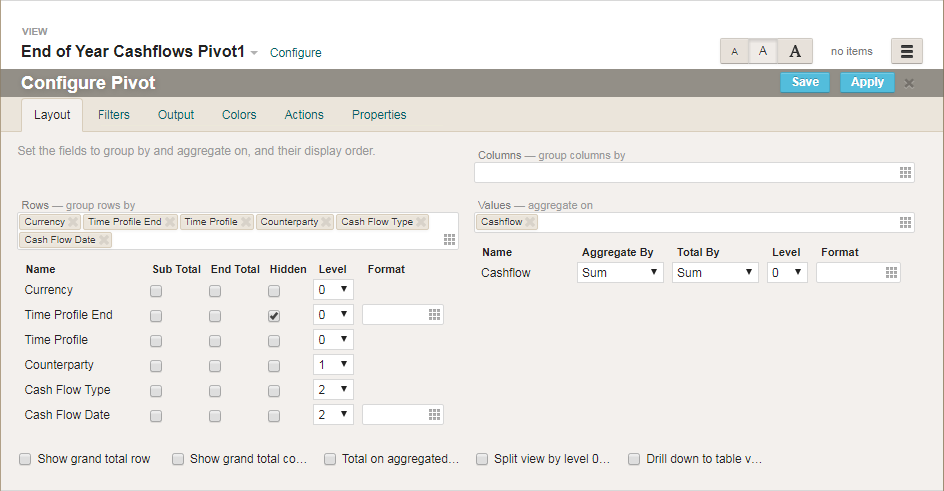 VIEW
End of Year Cashflows Pivot1 Configure
A A A no items
Configure Pivot Save Apply
Layout Filters Output Colors Actions Properties
Set the fields to group by and aggregate on, and their display order.
Columns — group columns by
Rows — group rows by
Currency Time Profile End Time Profile Counterparty Cash Flow Type
Cash Flow Date
Name Sub Total End Total Hidden Level Format
Currency 0
Time Profile End 0
Time Profile 0
Counterparty 1
Cash Flow Type 2
Cash Flow Date 2
Values — aggregate on
Cashflow
Name Aggregate By Total By Level Format
Cashflow Sum Sum 0
Show grand total row Show grand total co... Total on aggregated... Split view by level 0... Drill down to table v...